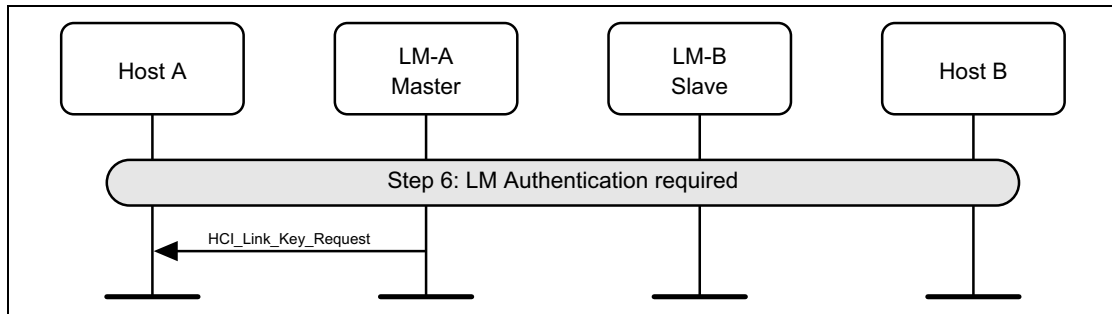 Host A
LM-A
Master
LM-B
Slave
Host B
Step 6: LM Authentication required
HCI_Link_Key_Request